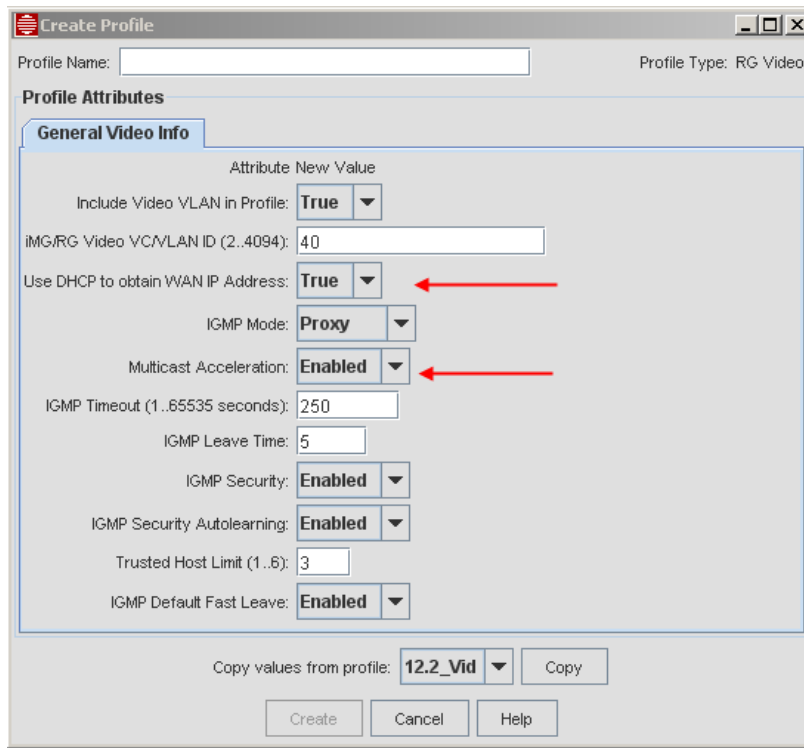 Create Profile
Profile Name: Profile Type: RG Video
Profile Attributes
General Video Info
Attribute New Value
Include Video VLAN in Profile: True
iMG/RG Video VC/VLAN ID (2..4094): 40
Use DHCP to obtain WAN IP Address: True
IGMP Mode: Proxy
Multicast Acceleration: Enabled
IGMP Timeout (1..65535 seconds): 250
IGMP Leave Time: 5
IGMP Security: Enabled
IGMP Security Autolearning: Enabled
Trusted Host Limit (1..6): 3
IGMP Default Fast Leave: Enabled
Copy values from profile: 12.2_Vid Copy
Create Cancel Help